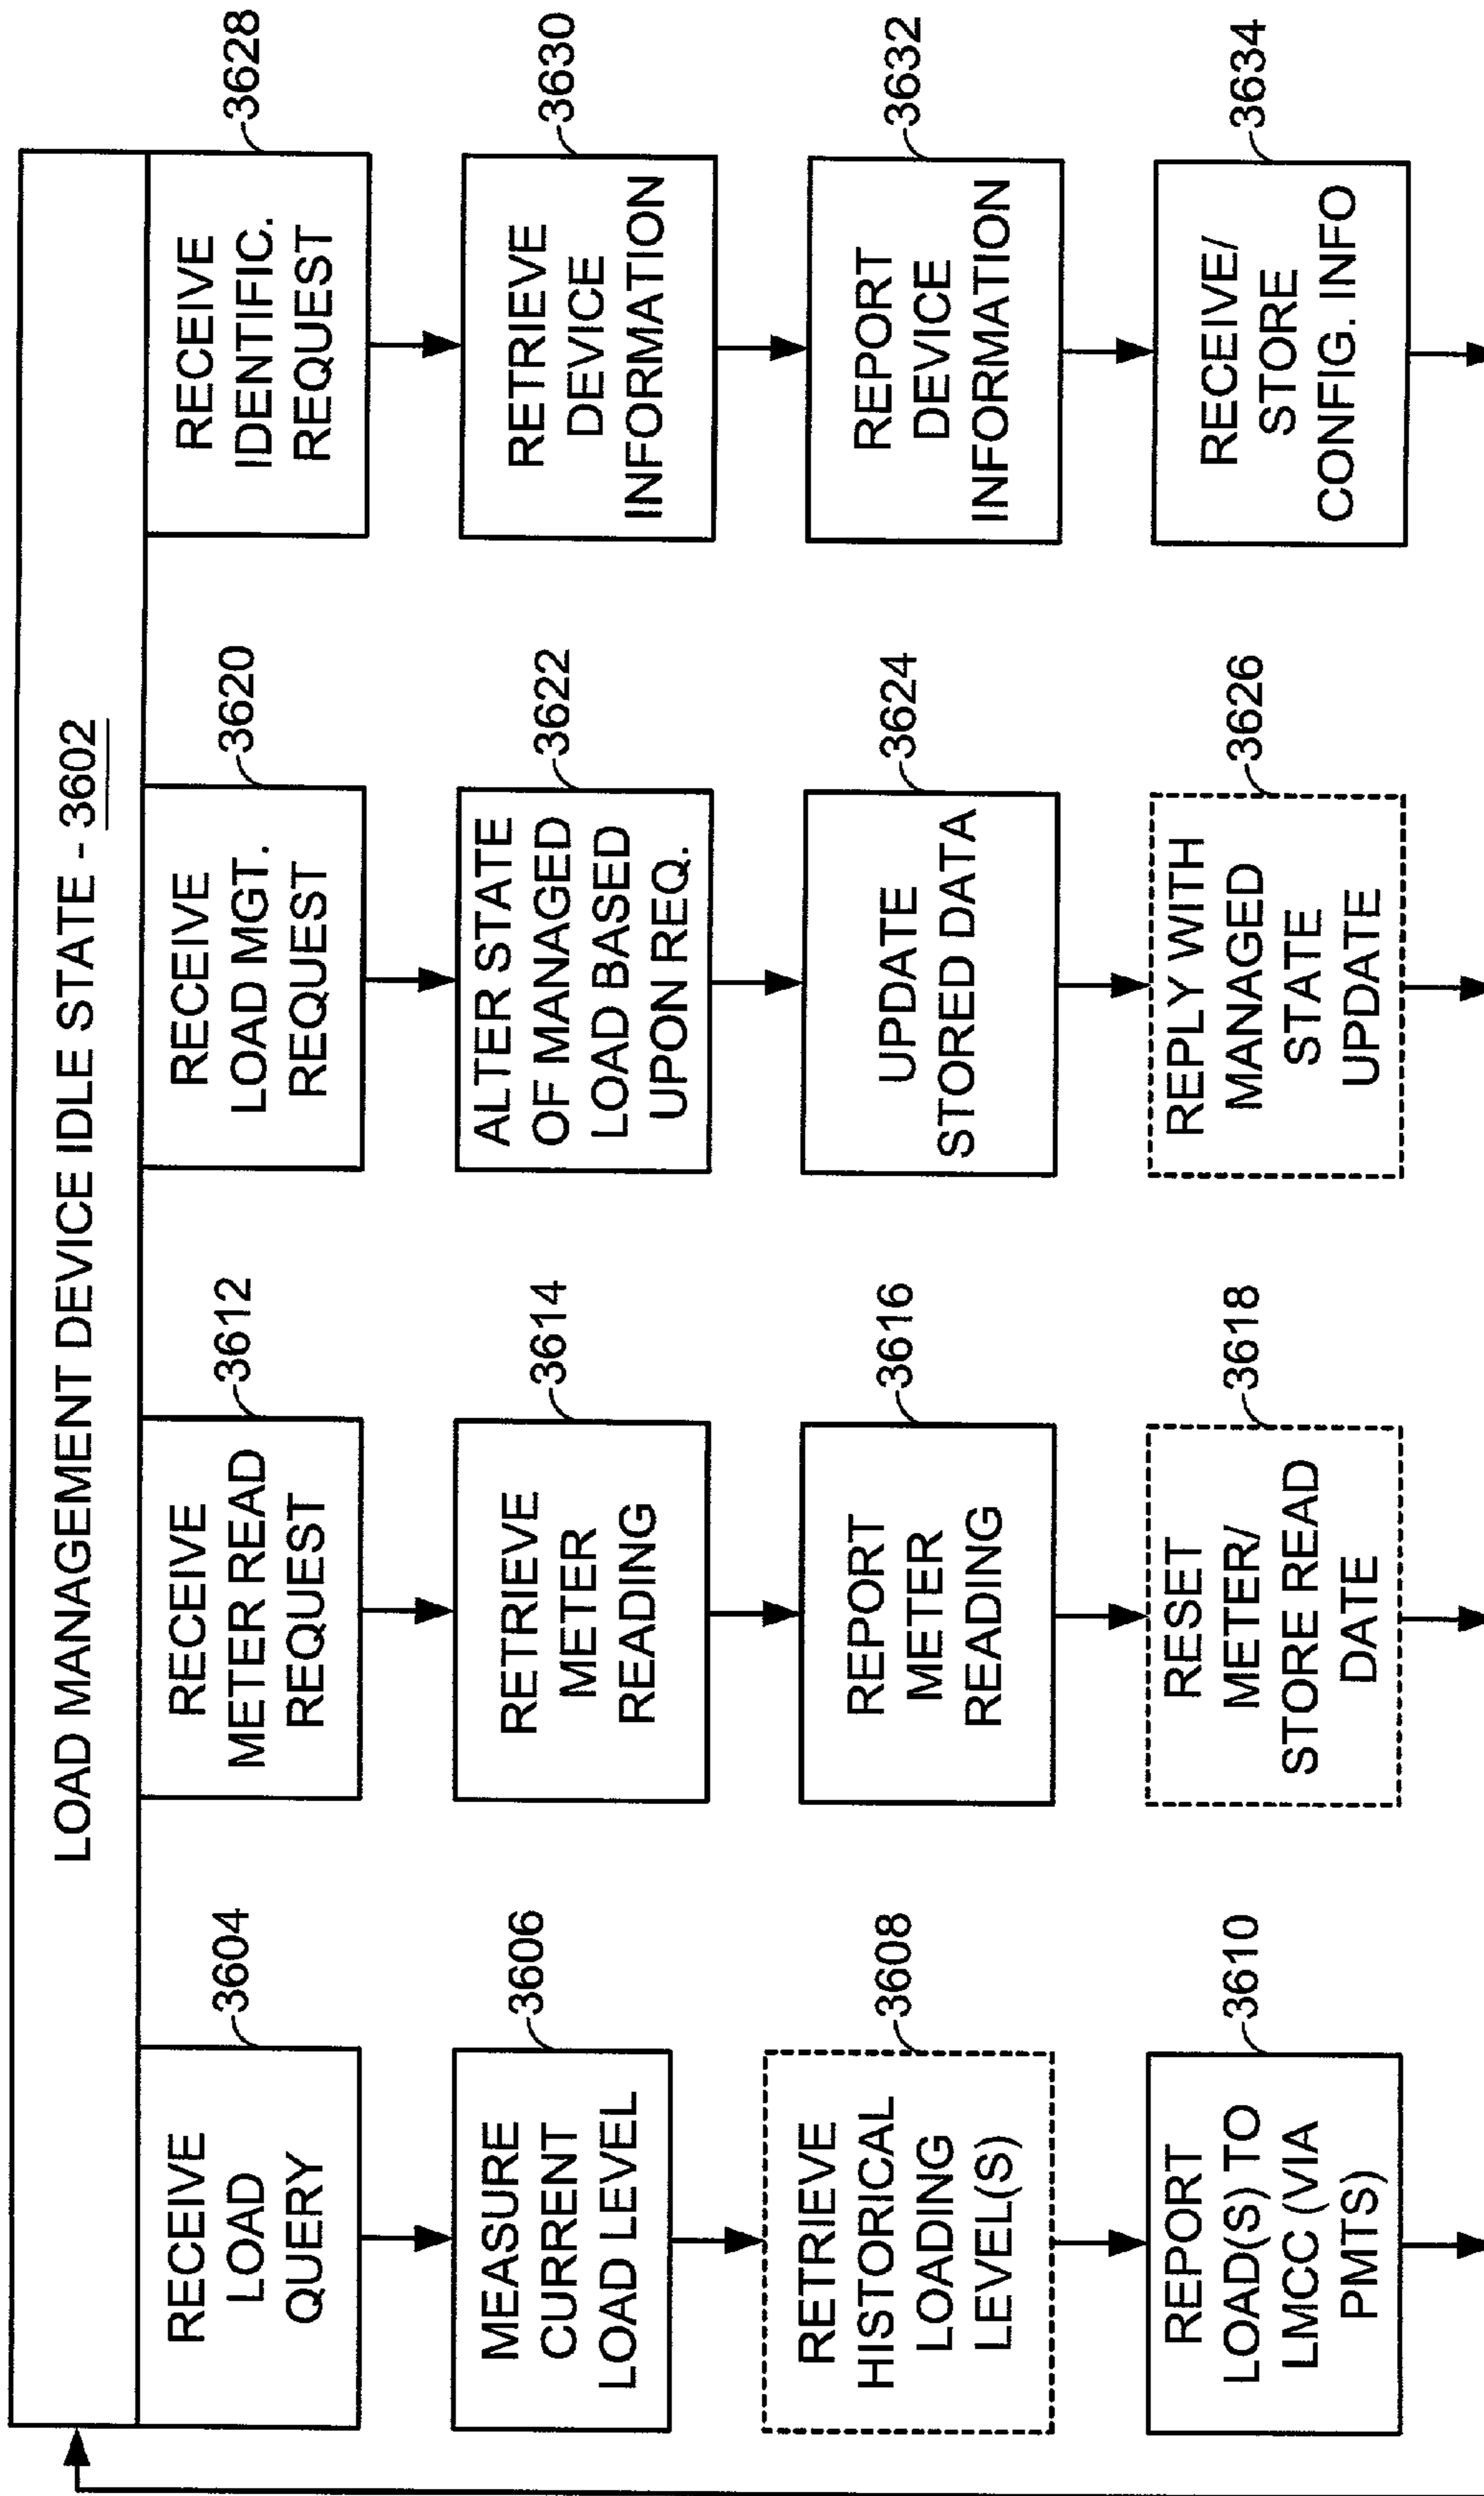 LOAD MANAGEMENT DEVICE IDLE STATE - 3602
RECEIVE
LOAD
QUERY
3604
MEASURE
CURRENT
LOAD LEVEL
3606
RETRIEVE
HISTORICAL
LOADING
LEVEL(S)
3608
REPORT
LOAD(S) TO
LMCC (VIA
PMTS)
3610
RECEIVE
METER READ
REQUEST
3612
RETRIEVE
METER
READING
3614
REPORT
METER
READING
3616
RESET
METER/
STORE READ
DATE
3618
RECEIVE
LOAD MGT.
REQUEST
3620
ALTER STATE
OF MANAGED
LOAD BASED
UPON REQ.
3622
UPDATE
STORED DATA
3624
REPLY WITH
MANAGED
STATE
UPDATE
3626
RECEIVE
IDENTIFIC.
REQUEST
3628
RETRIEVE
DEVICE
INFORMATION
3630
REPORT
DEVICE
INFORMATION
3632
RECEIVE/
STORE
CONFIG. INFO
3634